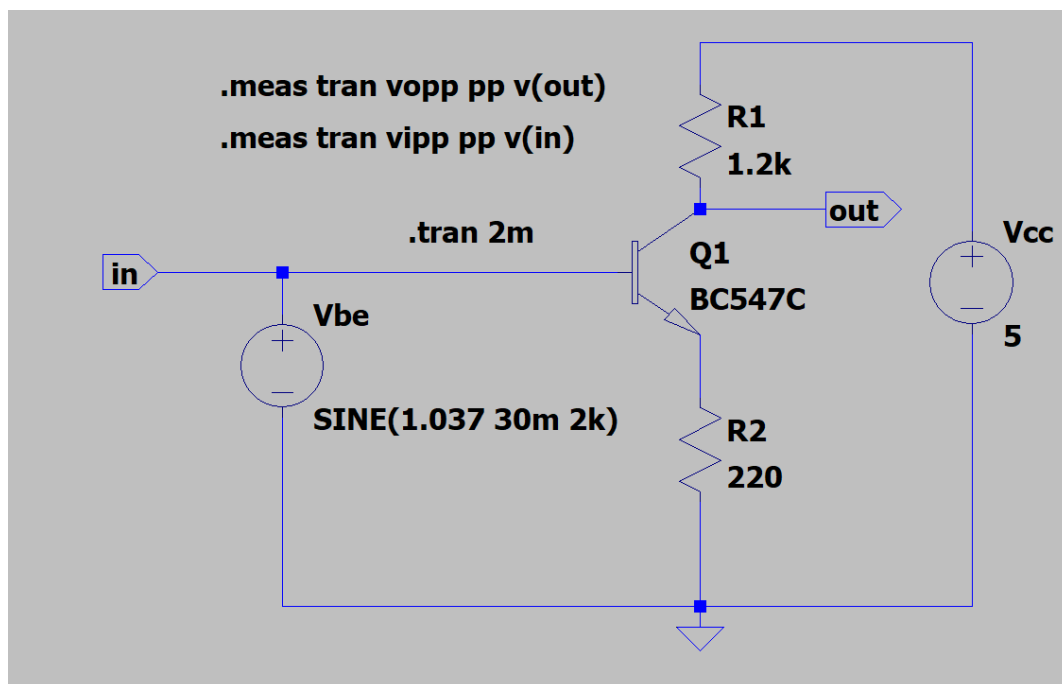 .meas tran vopp pp v(out)
.meas tran vipp pp v(in)
R1
1.2k
out
.tran 2m
Vcc
in
Q1
BC547C
Vbe
5
SINE(1.037 30m 2k)
R2
220